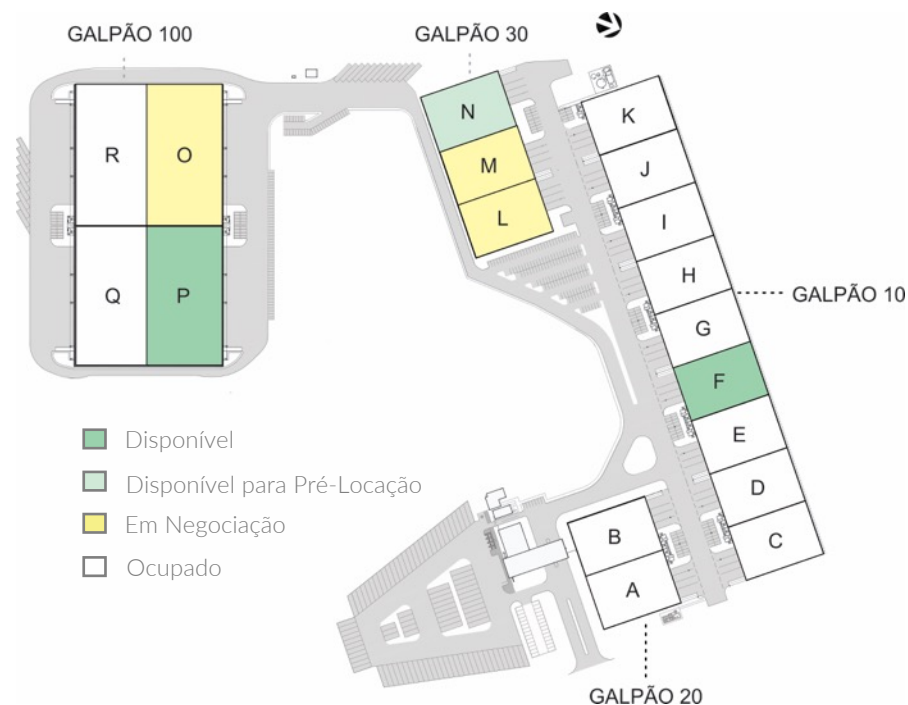 GALPÃO 100
GALPÃO 30
N
M
L
K
J
I
H
G
F
E
D
C
R
O
Q
P
GALPÃO 10
Disponível
Disponível para Pré-Locação
Em Negociação
Ocupado
B
A
GALPÃO 20